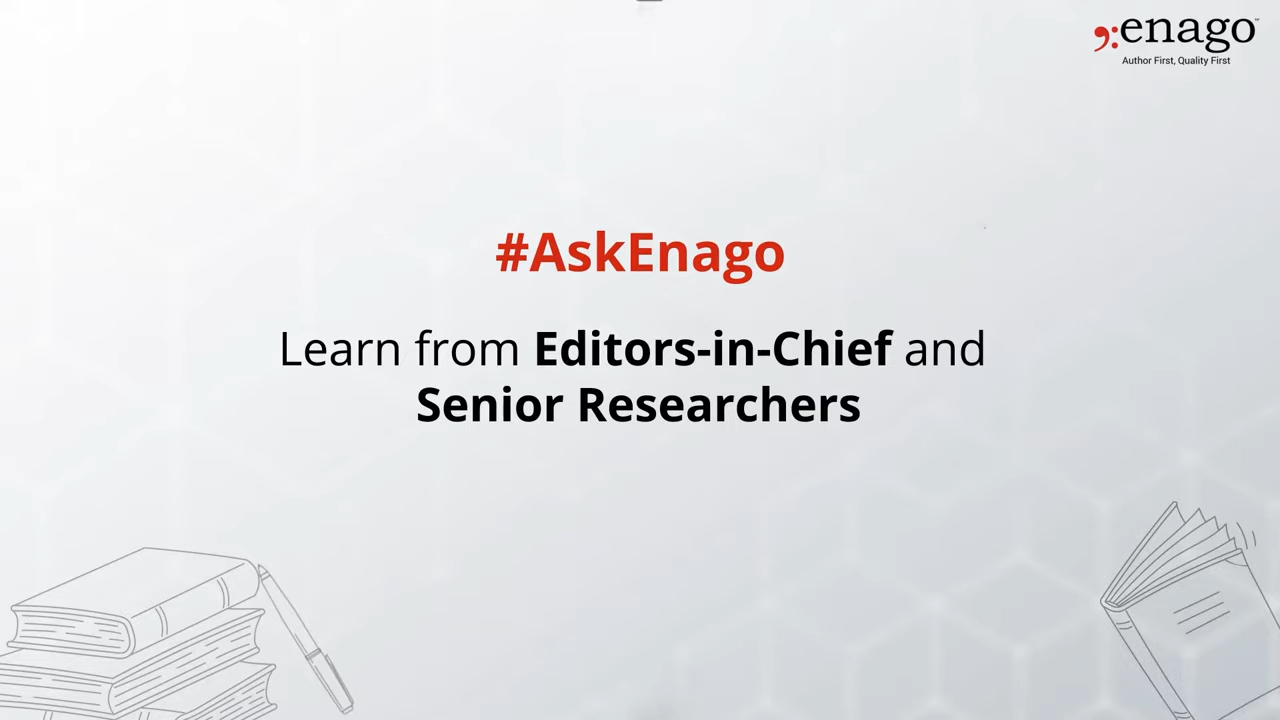 enago
Author First, Quality First
#AskEnago
Learn from Editors-in-Chief and
Senior Researchers